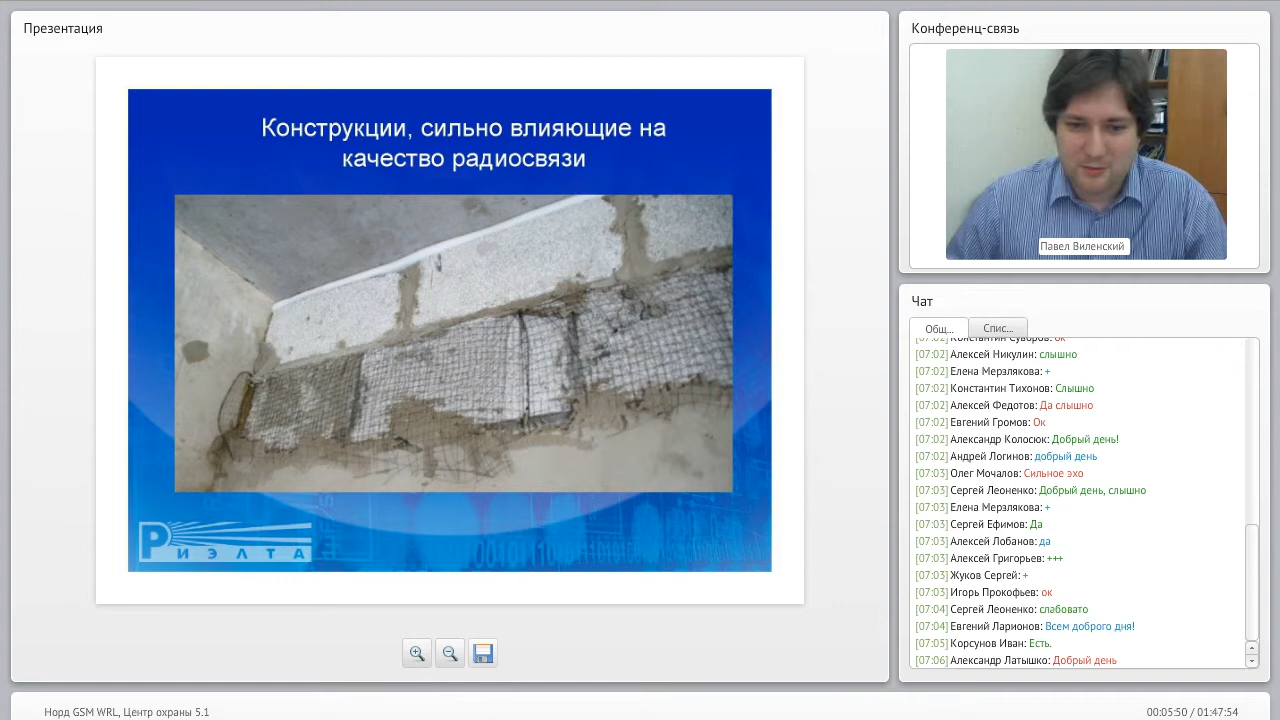 Презентация
Конструкции, сильно влияющие на
качество радиосвязи
РИЭЛТА
Конференц-связь
Павел Виленский
Чат
Общ...
Спис...
[07:02] Константин Суворов: ок
[07:02] Алексей Никулин: слышно
[07:02] Елена Мерзлякова: +
[07:02] Константин Тихонов: Слышно
[07:02] Алексей Федотов: Да слышно
[07:02] Евгений Громов: Ок
[07:02] Александр Колосюк: Добрый день!
[07:02] Андрей Логинов: добрый день
[07:03] Олег Мочалов: Сильное эхо
[07:03] Сергей Леоненко: Добрый день, слышно
[07:03] Елена Мерзлякова: +
[07:03] Сергей Ефимов: Да
[07:03] Алексей Лобанов: да
[07:03] Алексей Григорьев: +++
[07:03] Жуков Сергей: +
[07:03] Игорь Прокофьев: ок
[07:04] Сергей Леоненко: слабовато
[07:04] Евгений Ларионов: Всем доброго дня!
[07:05] Корсунов Иван: Есть.
[07:06] Александр Латышко: Добрый день
Норд GSM WRL, Центр охраны 5.1
00:05:50 / 01:47:54